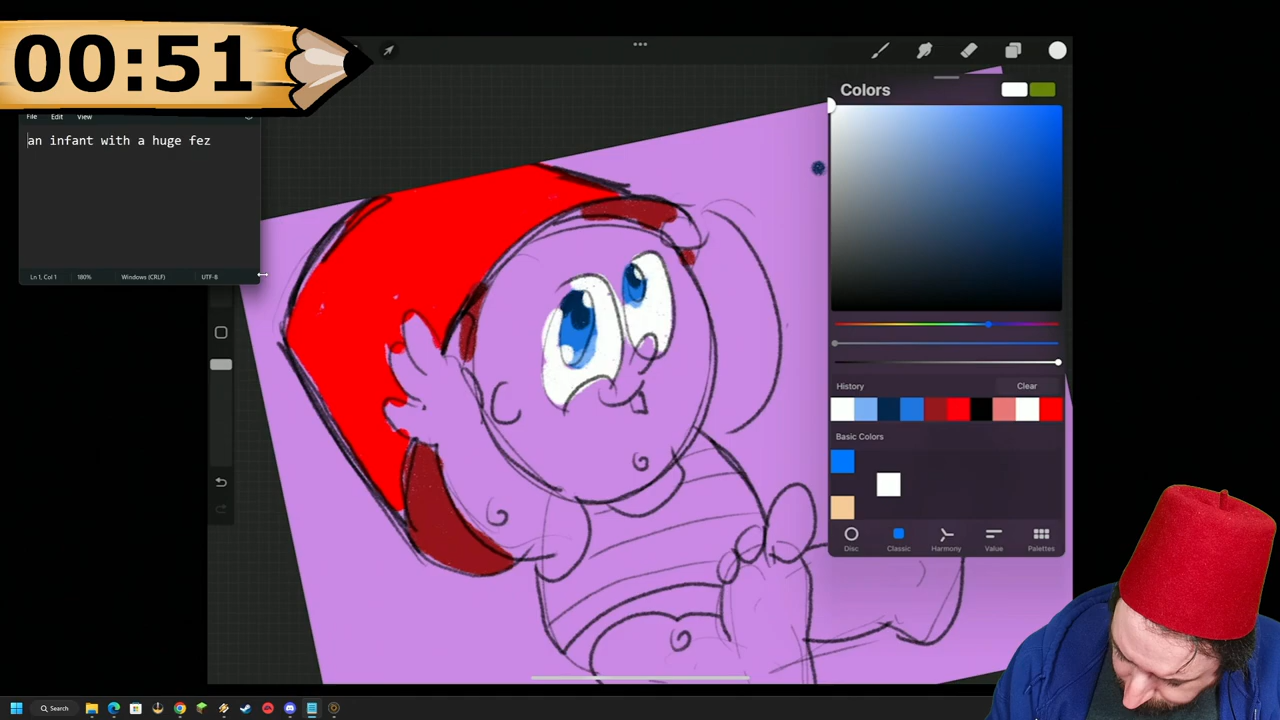 00:51
File Edit View
an infant with a huge fez
Ln 1, Col 1 180% Windows (CRLF) UTF-8
Colors
History Clear
Basic Colors
Disc Classic Harmony Value Palettes
Search